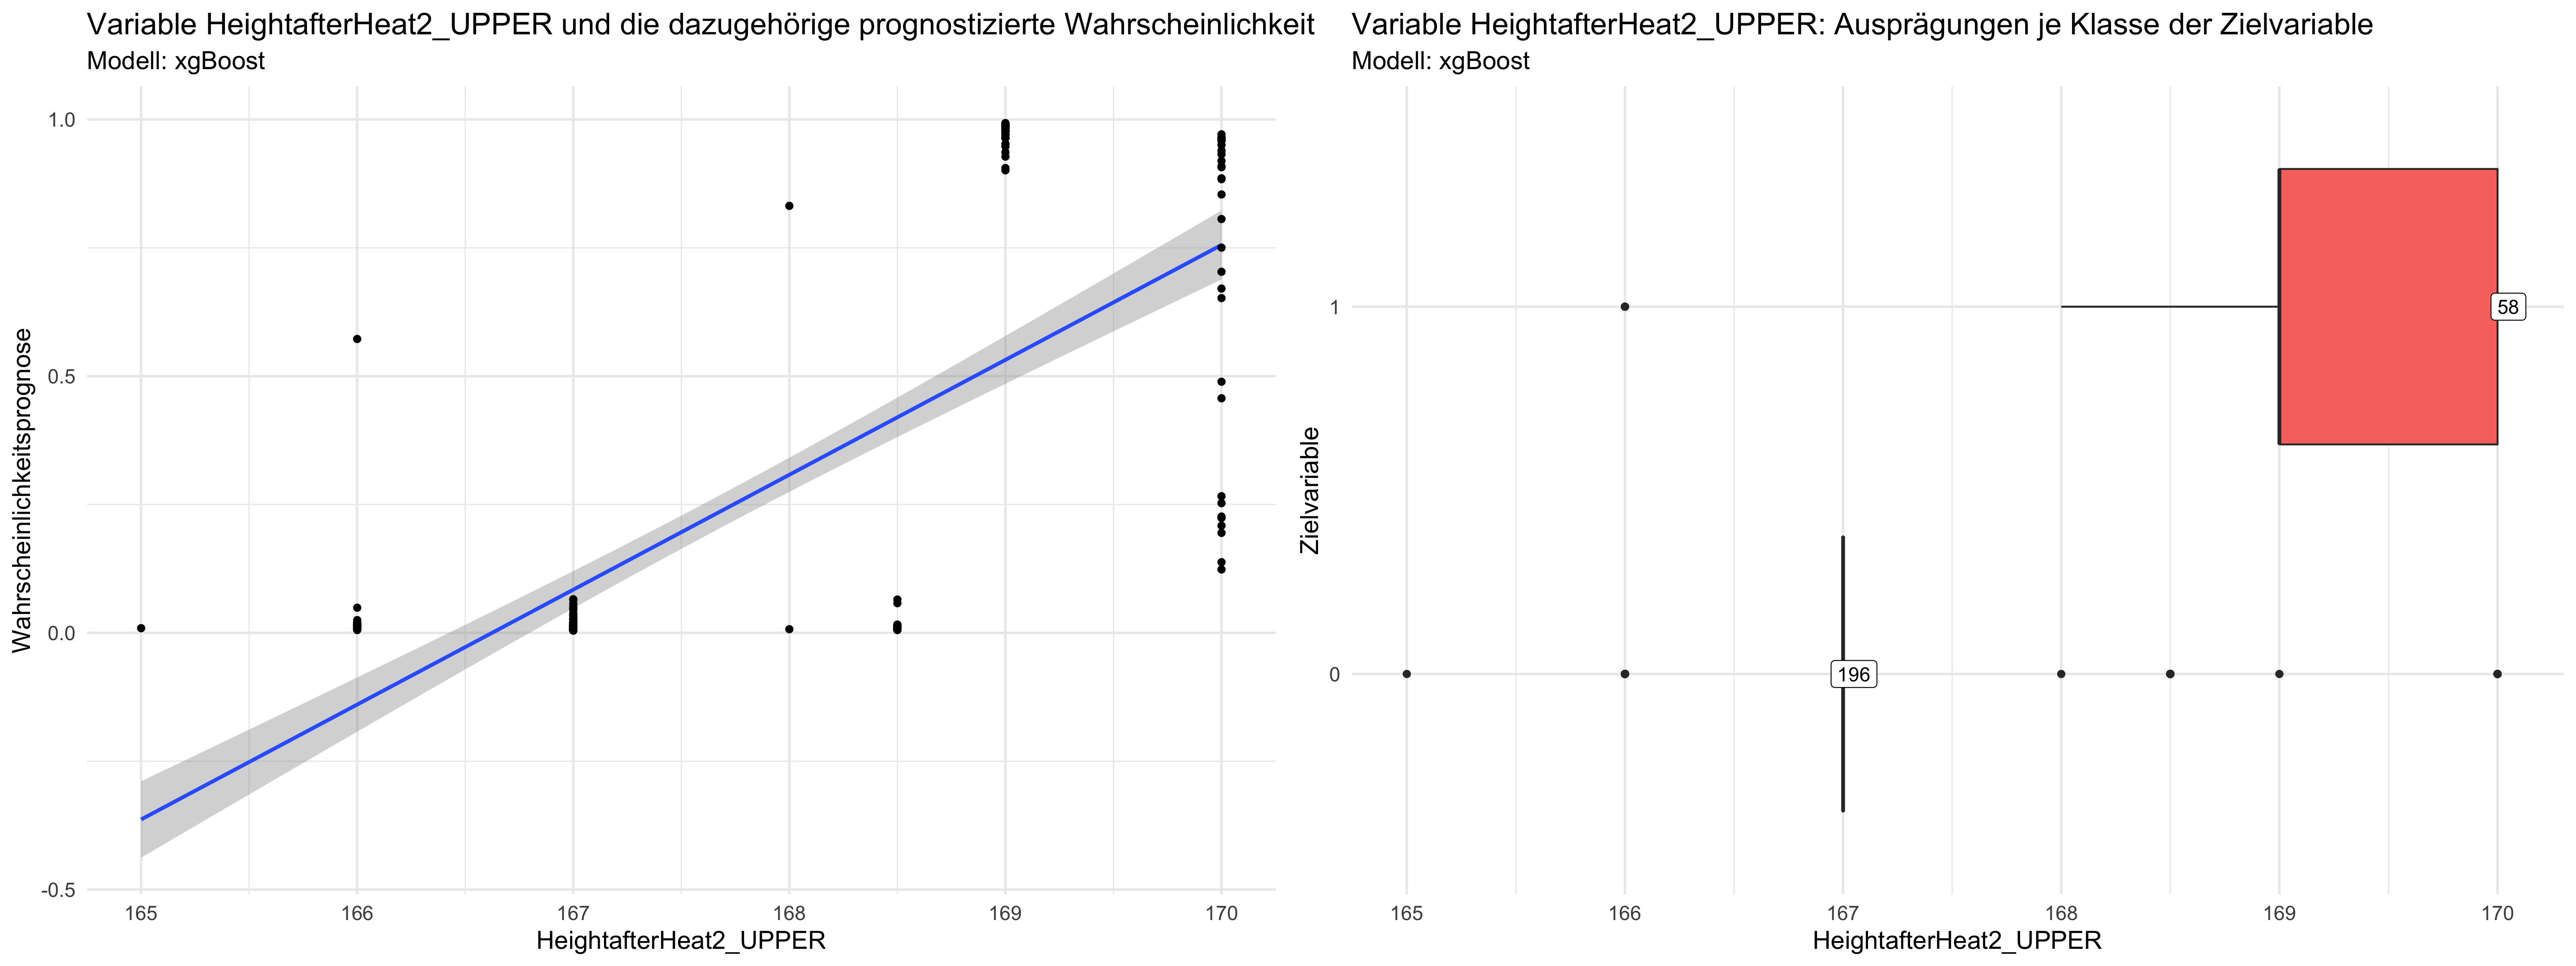 Variable HeightafterHeat2_UPPER und die dazugehörige prognostizierte Wahrscheinlichkeit
Modell: xgBoost
Wahrscheinlichkeitsprognose
1.0
0.5
0.0
-0.5
165 166 167 168 169 170
HeightafterHeat2_UPPER
Variable HeightafterHeat2_UPPER: Ausprägungen je Klasse der Zielvariable
Modell: xgBoost
Zielvariable
1
0
58
196
165 166 167 168 169 170
HeightafterHeat2_UPPER